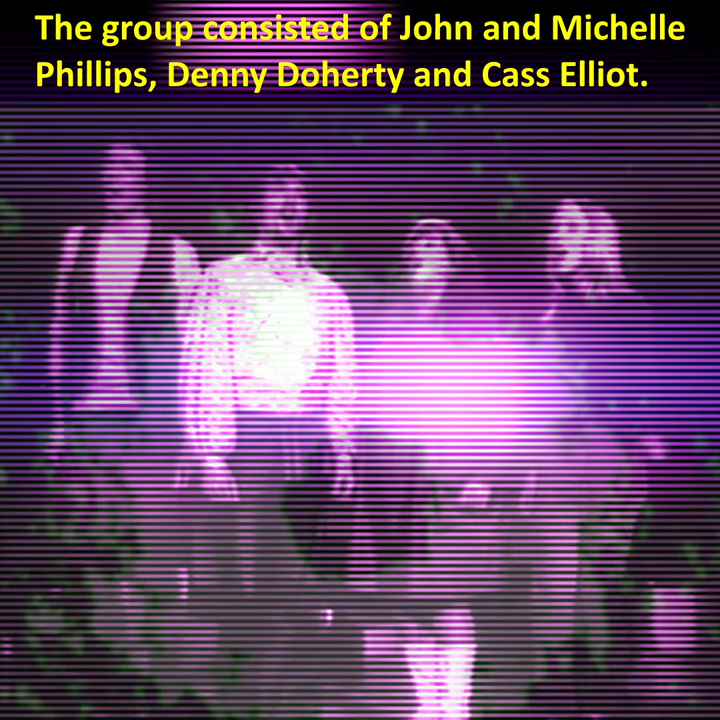 The group consisted of John and Michelle
Phillips, Denny Doherty and Cass Elliot.